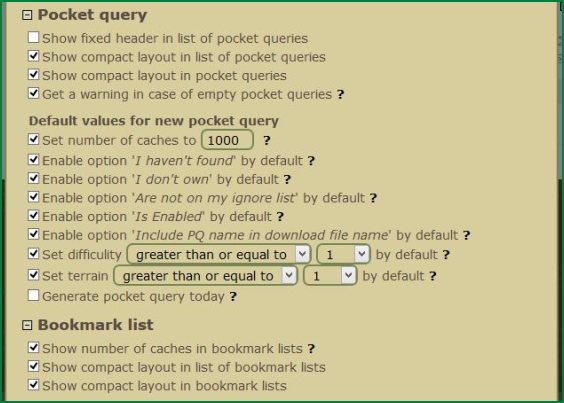 Pocket query
Show fixed header in list of pocket queries
Show compact layout in list of pocket queries
Show compact layout in pocket queries
Get a warning in case of empty pocket queries ?
Default values for new pocket query
Set number of caches to 1000 ?
Enable option 'I haven't found' by default ?
Enable option 'I don't own' by default ?
Enable option 'Are not on my ignore list' by default ?
Enable option 'Is Enabled' by default ?
Enable option 'Include PQ name in download file name' by default ?
Set difficulity greater than or equal to 1 by default ?
Set terrain greater than or equal to 1 by default ?
Generate pocket query today ?
Bookmark list
Show number of caches in bookmark lists ?
Show compact layout in list of bookmark lists
Show compact layout in bookmark lists